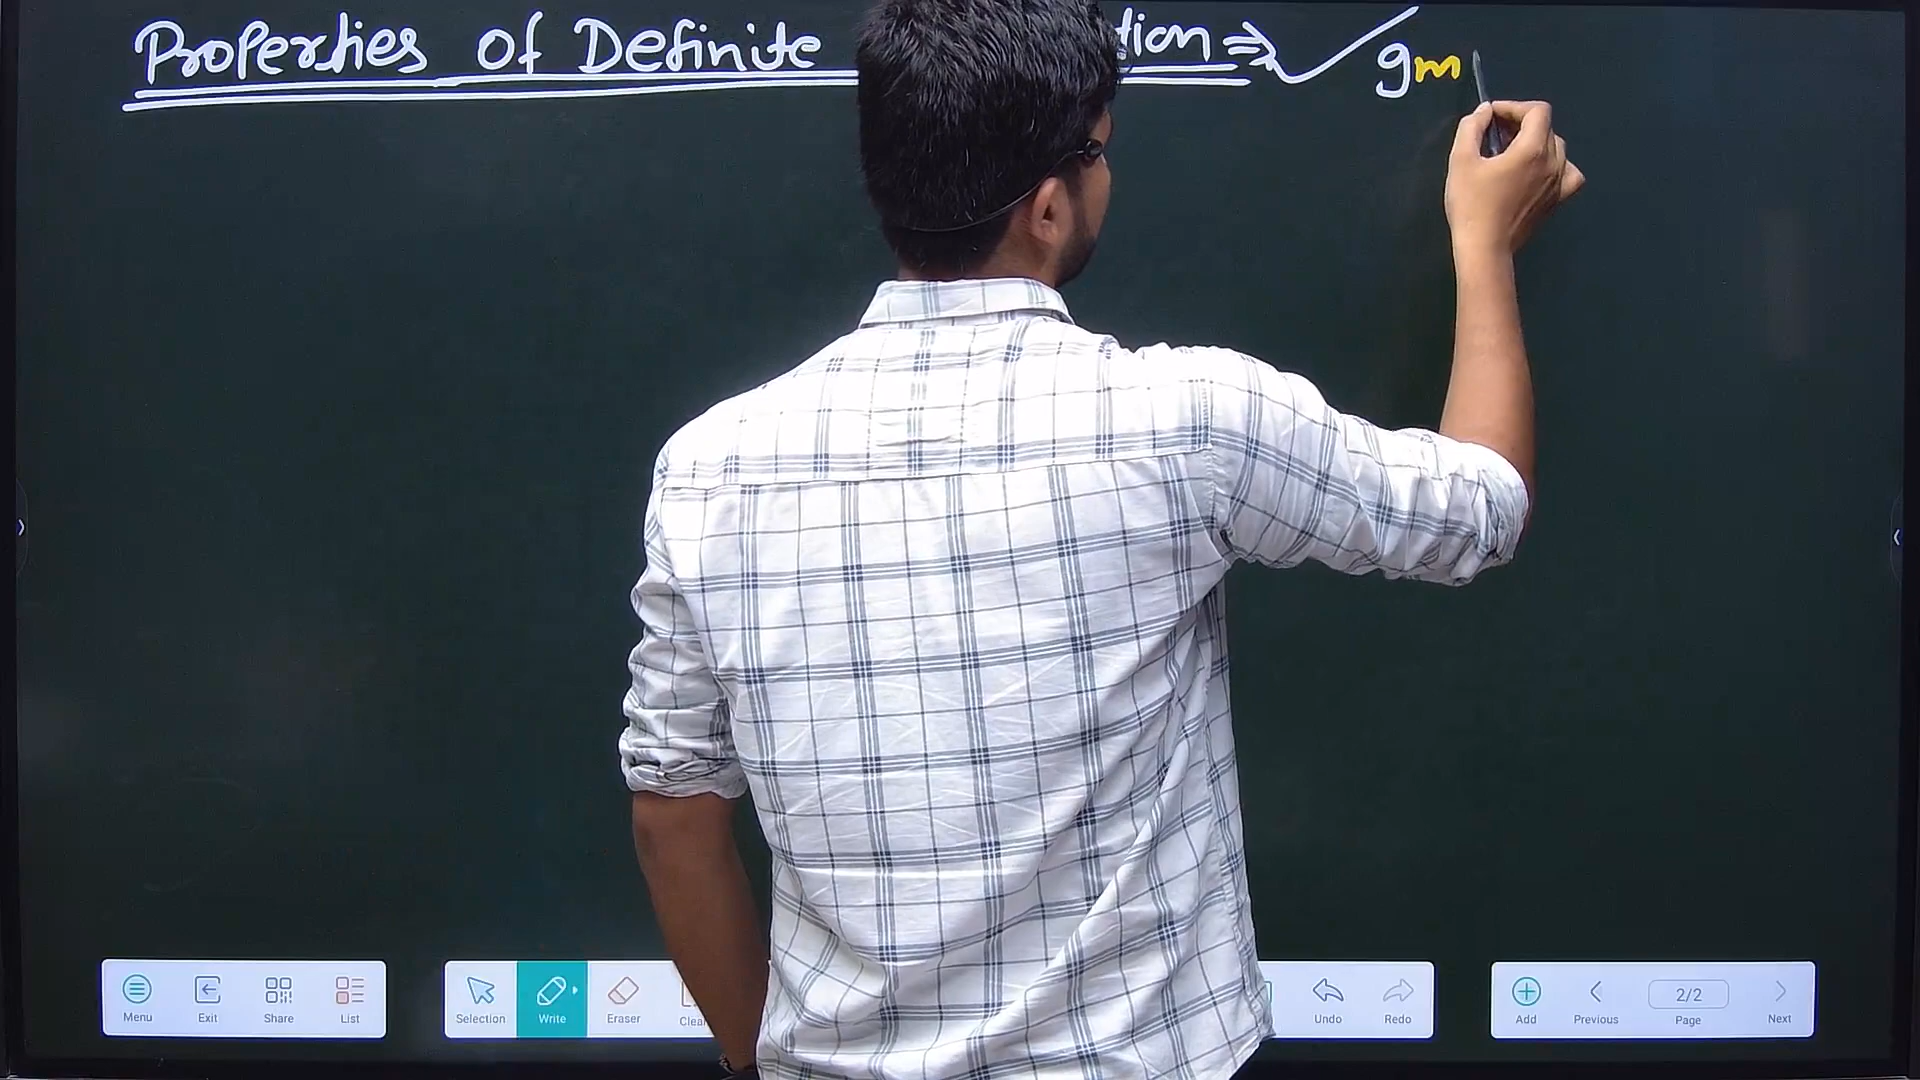 Properties of Definite tion ⇒ ✓ gm
Menu Exit Share List Selection Write Eraser Clear Undo Redo Add Previous 2/2 Page Next